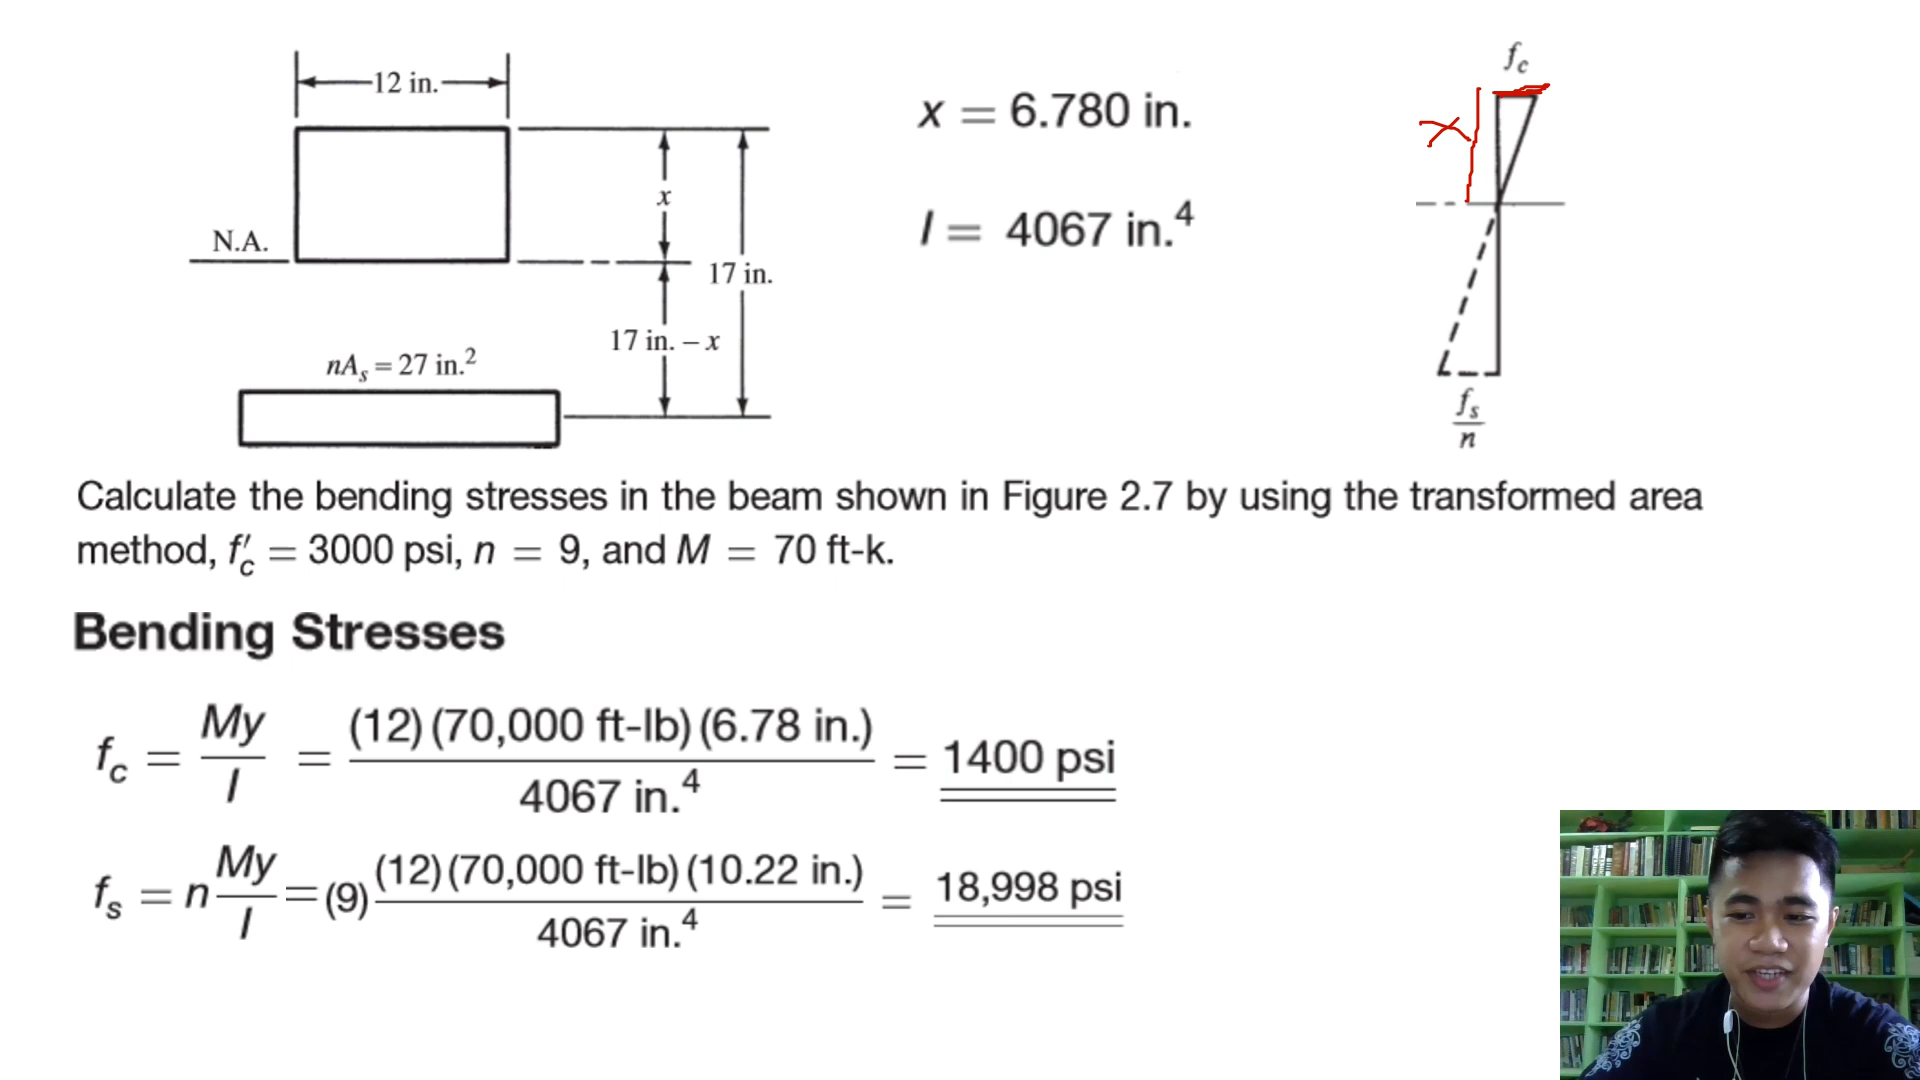 12 in.
x = 6.780 in.
I = 4067 in.⁴
f_c
x
x
N.A.
17 in.
17 in. – x
nA_s = 27 in.²
f_s
n
Calculate the bending stresses in the beam shown in Figure 2.7 by using the transformed area
method, f′_c = 3000 psi, n = 9, and M = 70 ft-k.
Bending Stresses
f_c = My/I = (12)(70,000 ft-lb)(6.78 in.)/4067 in.⁴ = 1400 psi
f_s = n My/I = (9) (12)(70,000 ft-lb)(10.22 in.)/4067 in.⁴ = 18,998 psi